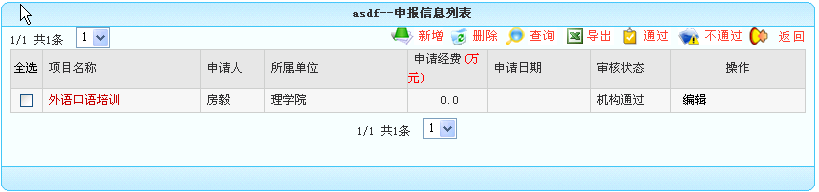 asdf--申报信息列表
1/1 共1条 1 新增 删除 查询 导出 通过 不通过 返回
全选 项目名称 申请人 所属单位 申请经费(万元) 申请日期 审核状态 操作
外语口语培训 房毅 理学院 0.0 机构通过 编辑
1/1 共1条 1